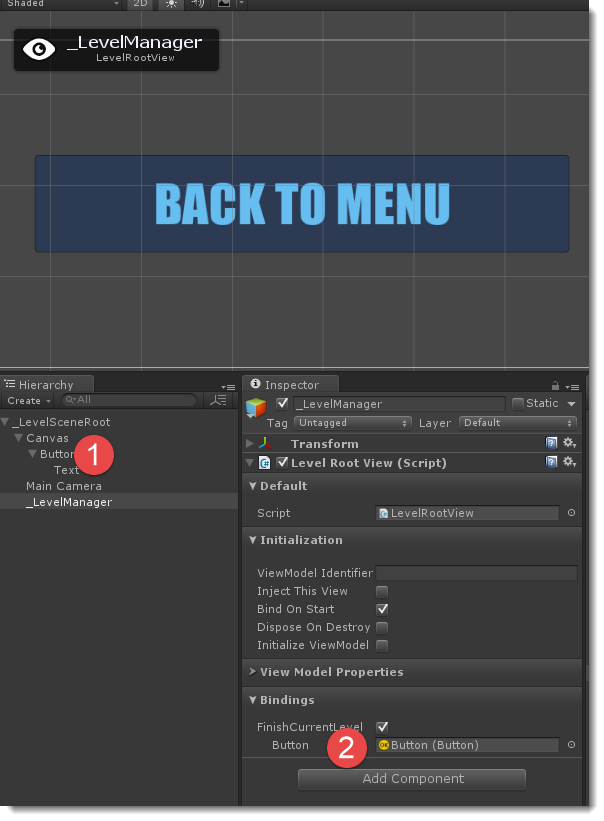 Shaded 2D
_LevelManager
LevelRootView
BACK TO MENU
Hierarchy
Create All
_LevelSceneRoot
Canvas
Button
1
Text
Main Camera
_LevelManager
Inspector
_LevelManager Static
Tag Untagged Layer Default
Transform
Level Root View (Script)
Default
Script LevelRootView
Initialization
ViewModel Identifier
Inject This View
Bind On Start
Dispose On Destroy
Initialize ViewModel
View Model Properties
Bindings
FinishCurrentLevel
Button 2 Button (Button)
Add Component